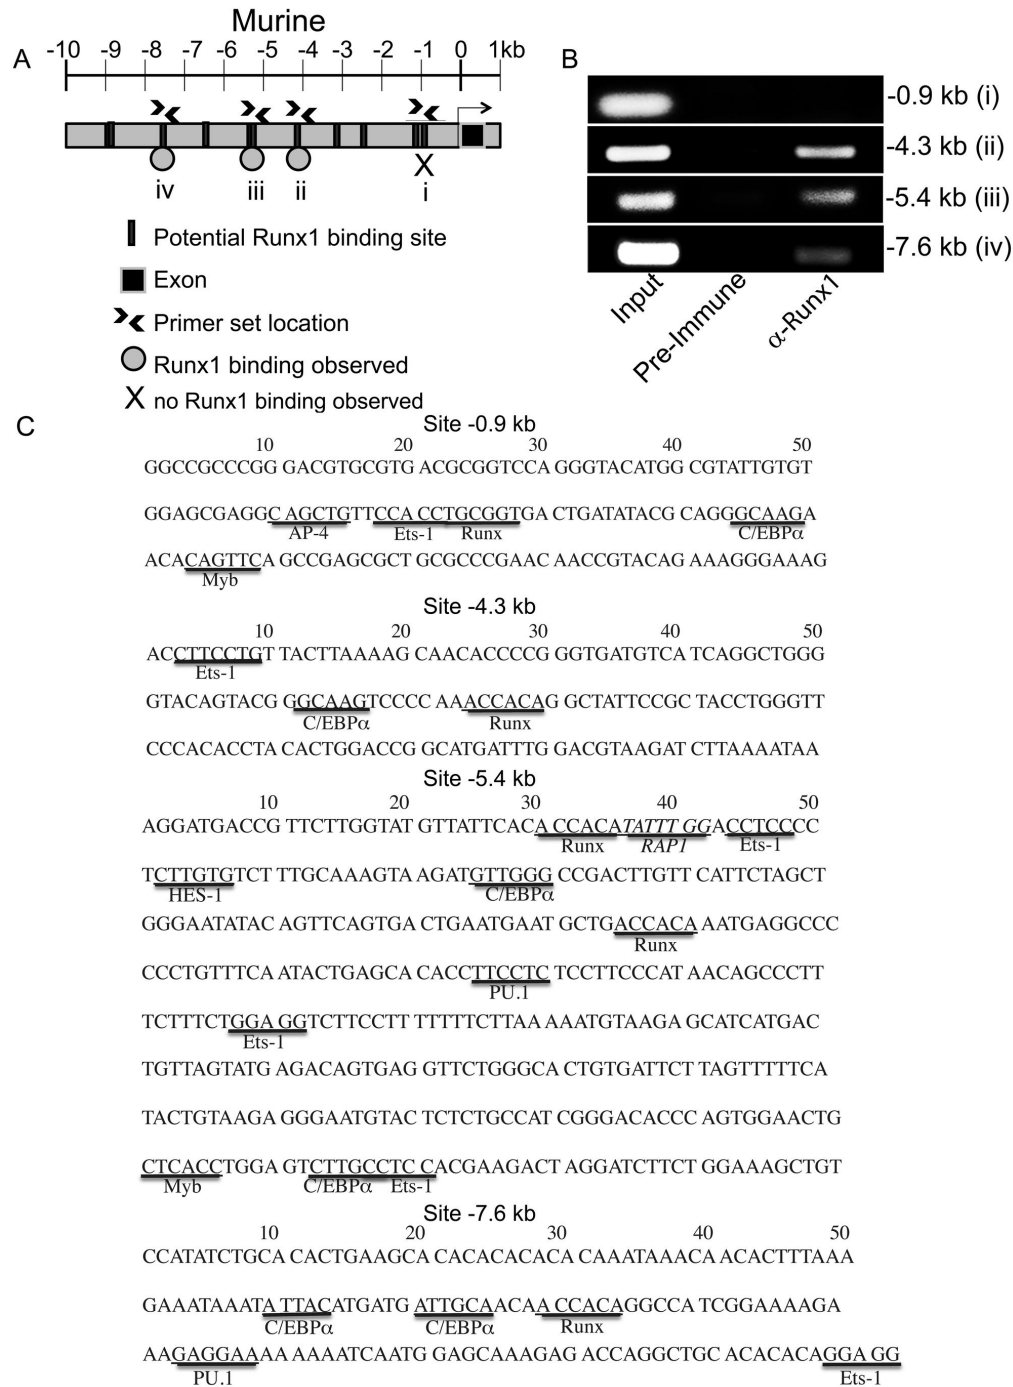 Murine
A
-10 -9 -8 -7 -6 -5 -4 -3 -2 -1 0 1kb
iv iii ii X i
Potential Runx1 binding site
Exon
Primer set location
Runx1 binding observed
X no Runx1 binding observed
B
-0.9 kb (i)
-4.3 kb (ii)
-5.4 kb (iii)
-7.6 kb (iv)
Input Pre-Immune α-Runx1
C
Site -0.9 kb
10 20 30 40 50
GGCCGCCCGG GACGTGCGTG ACGCGGTCCA GGGTACATGG CGTATTGTGT
GGAGCGAGGC AGCTGTTCCA CCTGCGGTGA CTGATATACG CAGGGCAAGA
AP-4 Ets-1 Runx C/EBPα
ACACAGTTCA GCCGAGCGCT GCGCCCGAAC AACCGTACAG AAAGGGAAAG
Myb
Site -4.3 kb
10 20 30 40 50
ACCTTCCTGT TACTTAAAAG CAACACCCCG GGTGATGTCA TCAGGCTGGG
Ets-1
GTACAGTACG GGCAAGTCCCC AAACCACAG GCTATTCCGC TACCTGGGTT
C/EBPα Runx
CCCACACCTA CACTGGACCG GCATGATTTG GACGTAAGAT CTTAAAATAA
Site -5.4 kb
10 20 30 40 50
AGGATGACCG TTCTTGGTAT GTTATTCACA CCACATATTT GGACCTCCCC
Runx RAP1 Ets-1
TCTTGTGTCT TTGCAAAGTA AGATGTTGGG CCGACTTGTT CATTCTAGCT
HES-1 C/EBPα
GGGAATATAC AGTTCAGTGA CTGAATGAAT GCTGACCACA AATGAGGCCC
Runx
CCCTGTTTCA ATACTGAGCA CACCTTCCTC TCCTTCCCAT AACAGCCCTT
PU.1
TCTTTCTGGA GGTCTTCCTT TTTTTCTTAA AAATGTAAGA GCATCATGAC
Ets-1
TGTTAGTATG AGACAGTGAG GTTCTGGGCA CTGTGATTCT TAGTTTTTCA
TACTGTAAGA GGGAATGTAC TCTCTGCCAT CGGGACACCC AGTGGAACTG
CTCACCTGGA GTCTTGCCTC CACGAAGACT AGGATCTTCT GGAAAGCTGT
Myb C/EBPα Ets-1
Site -7.6 kb
10 20 30 40 50
CCATATCTGCA CACTGAAGCA CACACACACA CAAATAAACA ACACTTTAAA
GAAATAAATA TTACATGATG ATTGCAACAA CCACAGGCCA TCGGAAAAGA
C/EBPα C/EBPα Runx
AAGAGGAAAA AAAATCAATG GAGCAAAGAG ACCAGGCTGC ACACACAGGA GG
PU.1 Ets-1